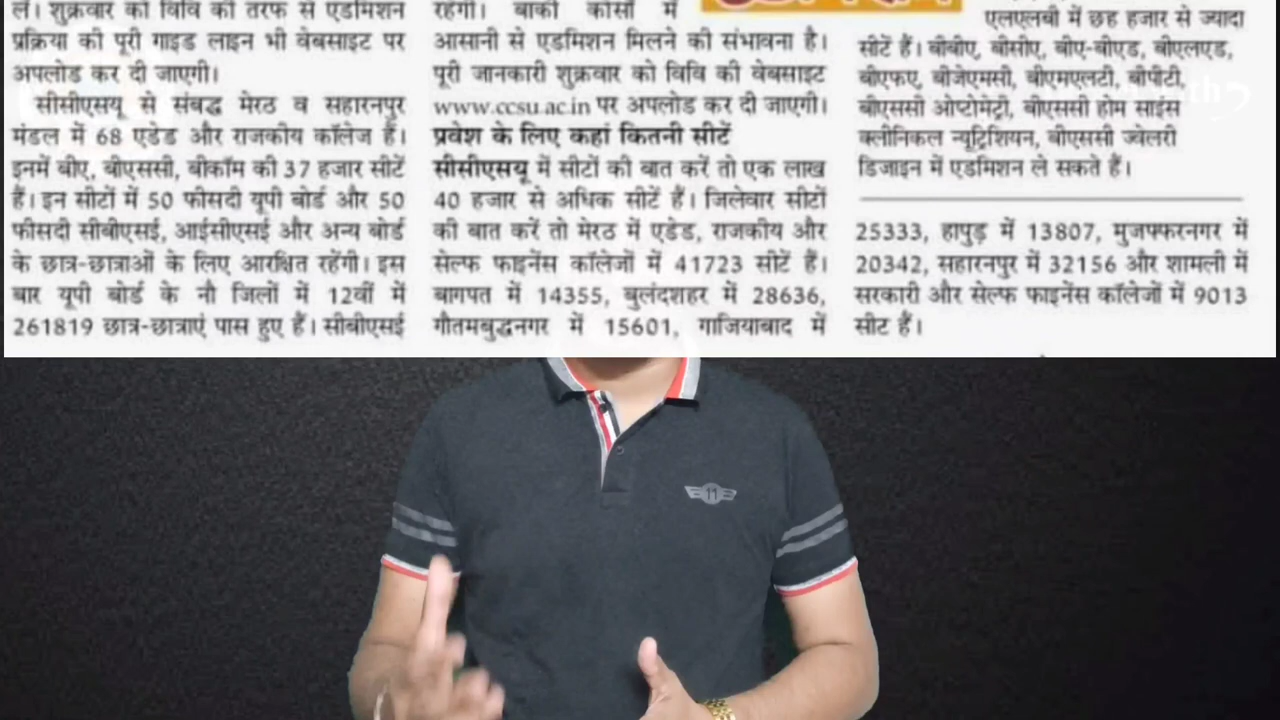 लें। शुक्रवार को विवि की तरफ से एडमिशन
प्रक्रिया की पूरी गाइड लाइन भी वेबसाइट पर
अपलोड कर दी जाएगी।
सीसीएसयू से संबद्ध मेरठ व सहारनपुर
मंडल में 68 एडेड और राजकीय कॉलेज हैं।
इनमें बीए, बीएससी, बीकॉम की 37 हजार सीटें
हैं। इन सीटों में 50 फीसदी यूपी बोर्ड और 50
फीसदी सीबीएसई, आईसीएसई और अन्य बोर्ड
के छात्र-छात्राओं के लिए आरक्षित रहेंगी। इस
बार यूपी बोर्ड के नौ जिलों में 12वीं में
261819 छात्र-छात्राएं पास हुए हैं। सीबीएसई
रहेंगी। बाकी कोर्सों में
आसानी से एडमिशन मिलने की संभावना है।
पूरी जानकारी शुक्रवार को विवि की वेबसाइट
www.ccsu.ac.in पर अपलोड कर दी जाएगी।
प्रवेश के लिए कहां कितनी सीटें
सीसीएसयू में सीटों की बात करें तो एक लाख
40 हजार से अधिक सीटें हैं। जिलेवार सीटों
की बात करें तो मेरठ में एडेड, राजकीय और
सेल्फ फाइनेंस कॉलेजों में 41723 सीटें हैं।
बागपत में 14355, बुलंदशहर में 28636,
गौतमबुद्धनगर में 15601, गाजियाबाद में
एलएलबी में छह हजार से ज्यादा
सीटें हैं। बीबीए, बीसीए, बीए-बीएड, बीएलएड,
बीएफए, बीजेएमसी, बीएमएलटी, बीपीटी,
बीएससी ऑप्टोमेट्री, बीएससी होम साइंस
क्लीनिकल न्यूट्रिशियन, बीएससी ज्वेलरी
डिजाइन में एडमिशन ले सकते हैं।
25333, हापुड़ में 13807, मुजफ्फरनगर में
20342, सहारनपुर में 32156 और शामली में
सरकारी और सेल्फ फाइनेंस कॉलेजों में 9013
सीट हैं।
11